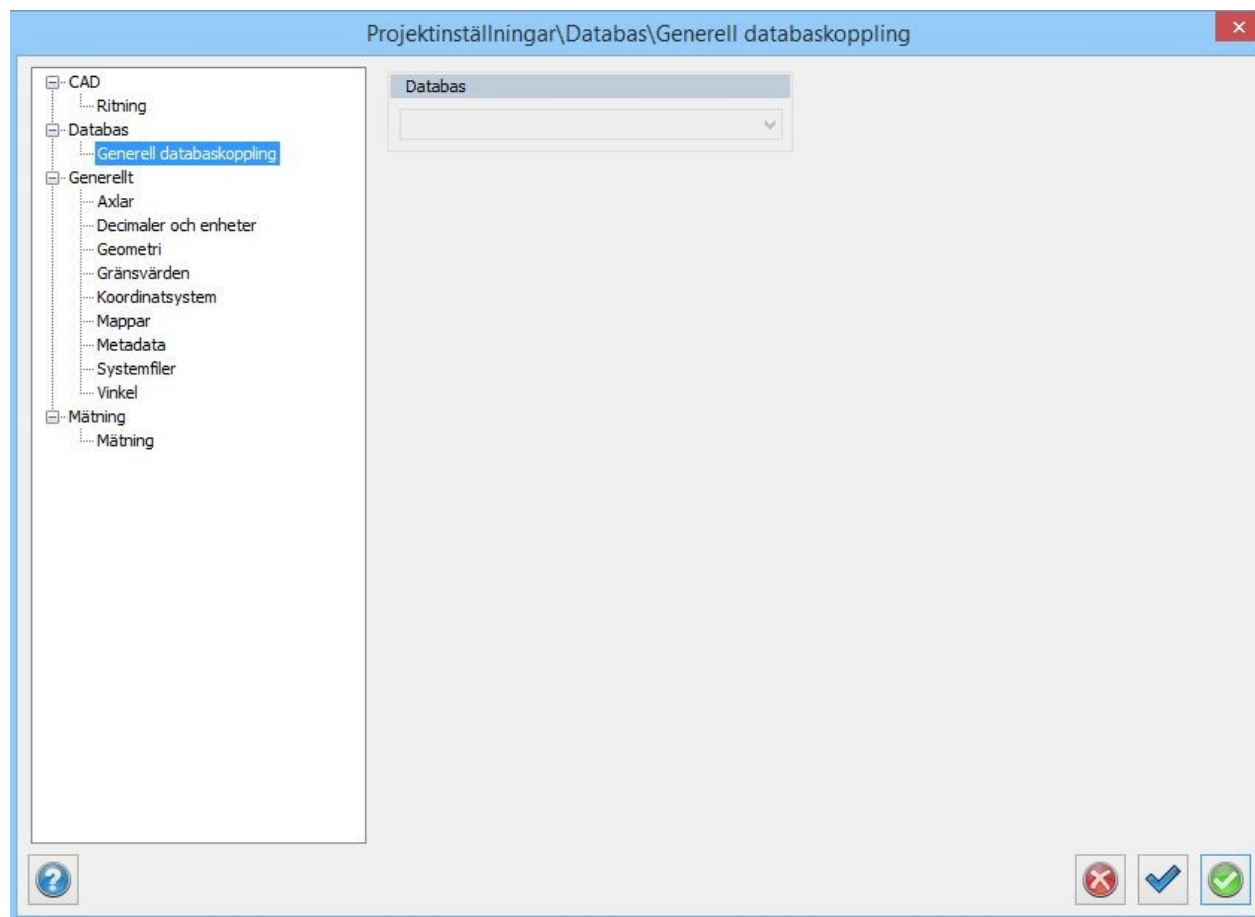 Projektinställningar\Databas\Generell databaskoppling
CAD
Ritning
Databas
Generell databaskoppling
Generellt
Axlar
Decimaler och enheter
Geometri
Gränsvärden
Koordinatsystem
Mappar
Metadata
Systemfiler
Vinkel
Mätning
Mätning
Databas